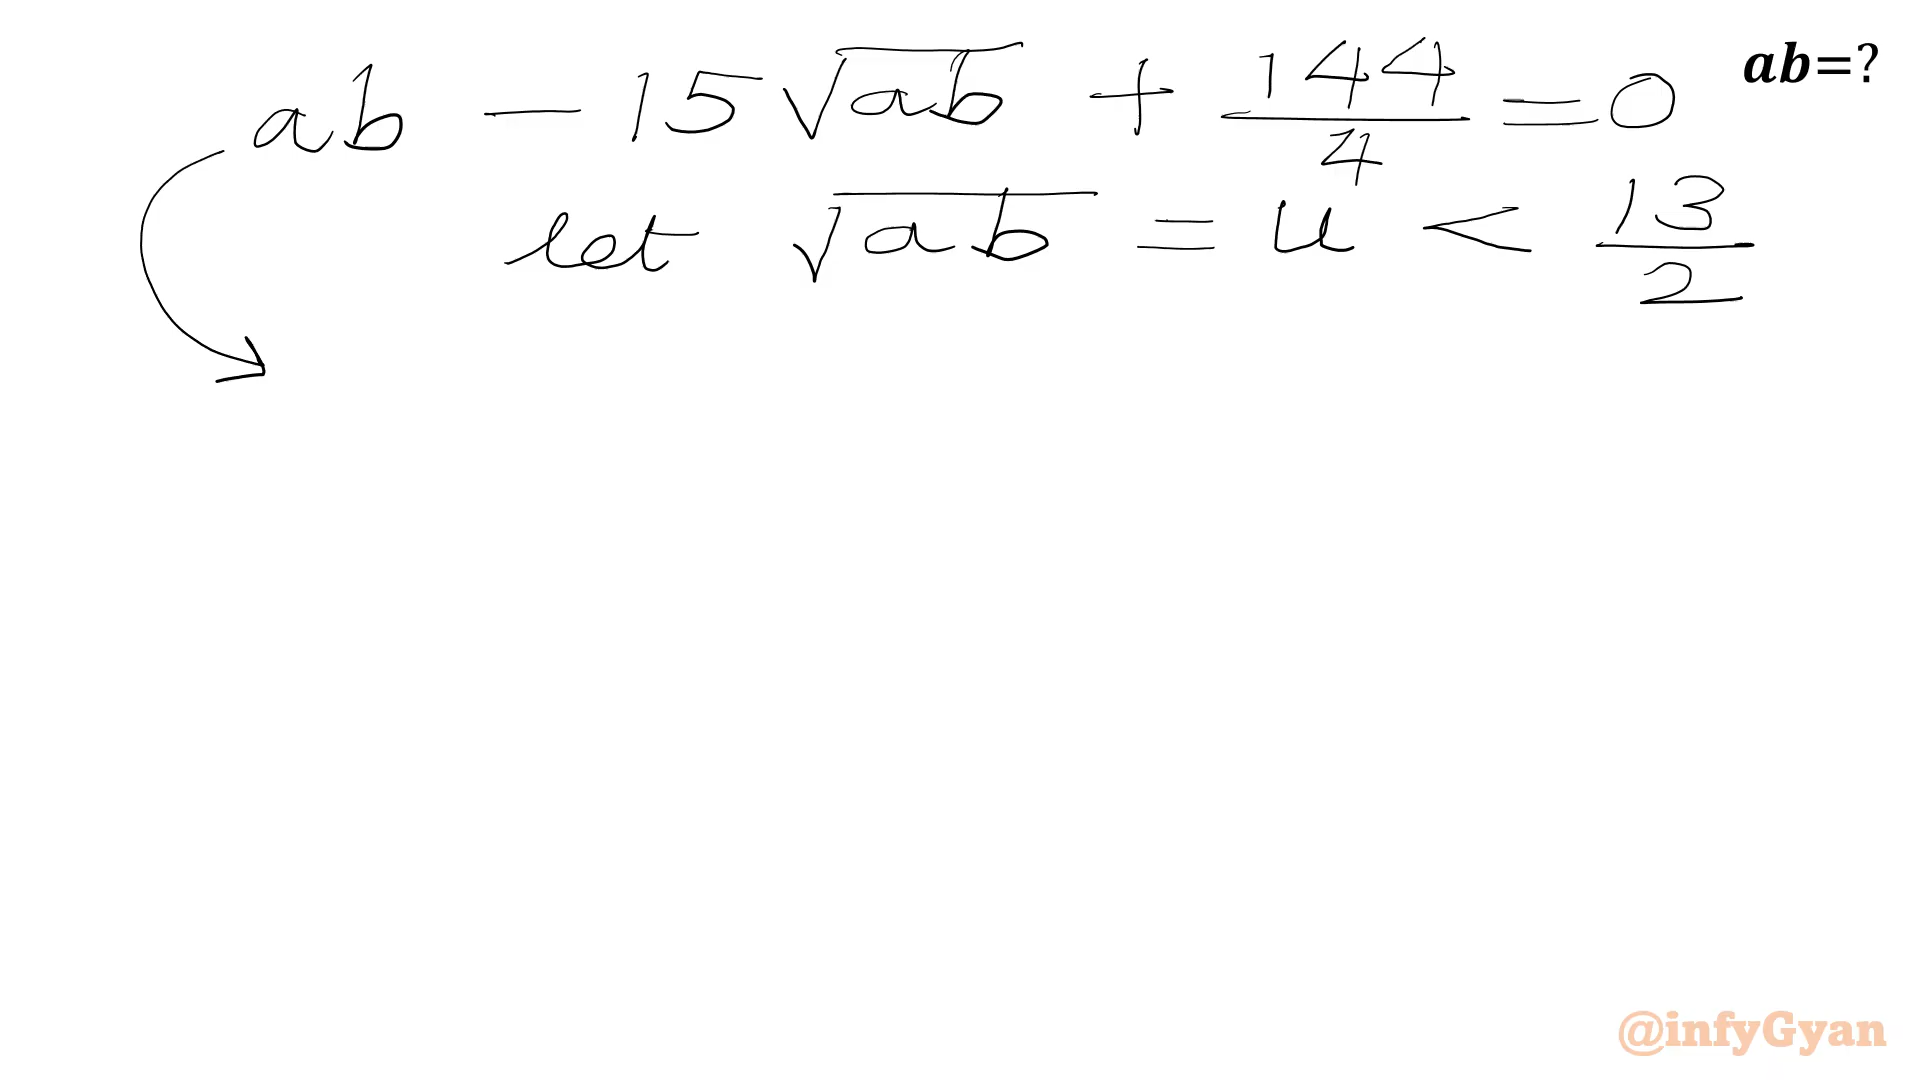 ab − 15√ab + 144/4 = 0
ab=?
let √ab = u < 13/2
@infyGyan